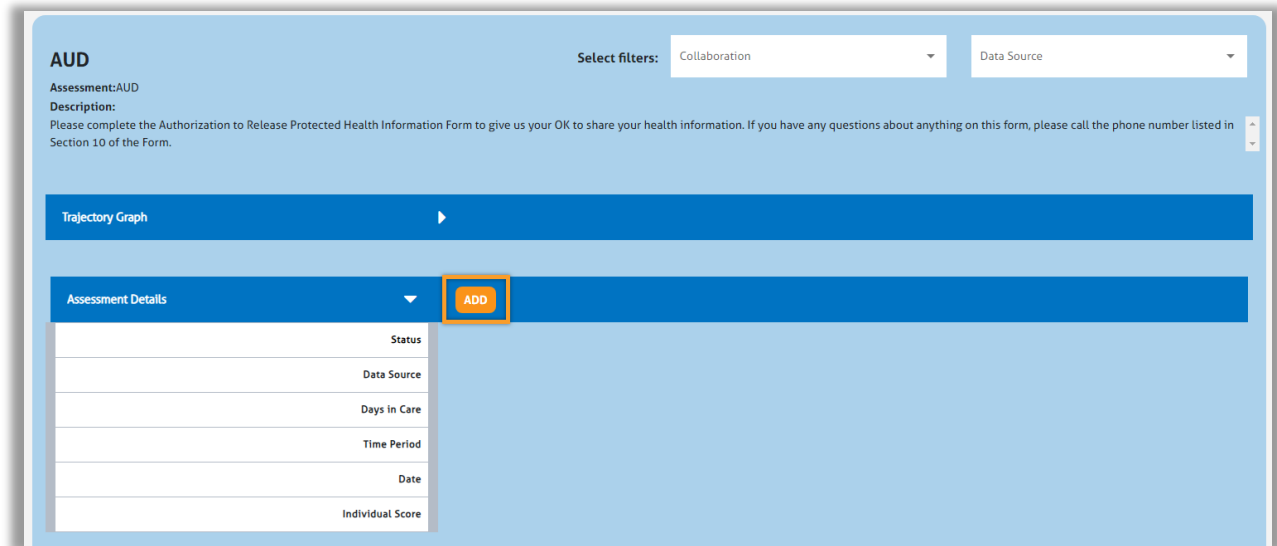 AUD
Select filters:
Collaboration
Data Source
Assessment:AUD
Description:
Please complete the Authorization to Release Protected Health Information Form to give us your OK to share your health information. If you have any questions about anything on this form, please call the phone number listed in
Section 10 of the Form.
Trajectory Graph
Assessment Details
ADD
Status
Data Source
Days in Care
Time Period
Date
Individual Score